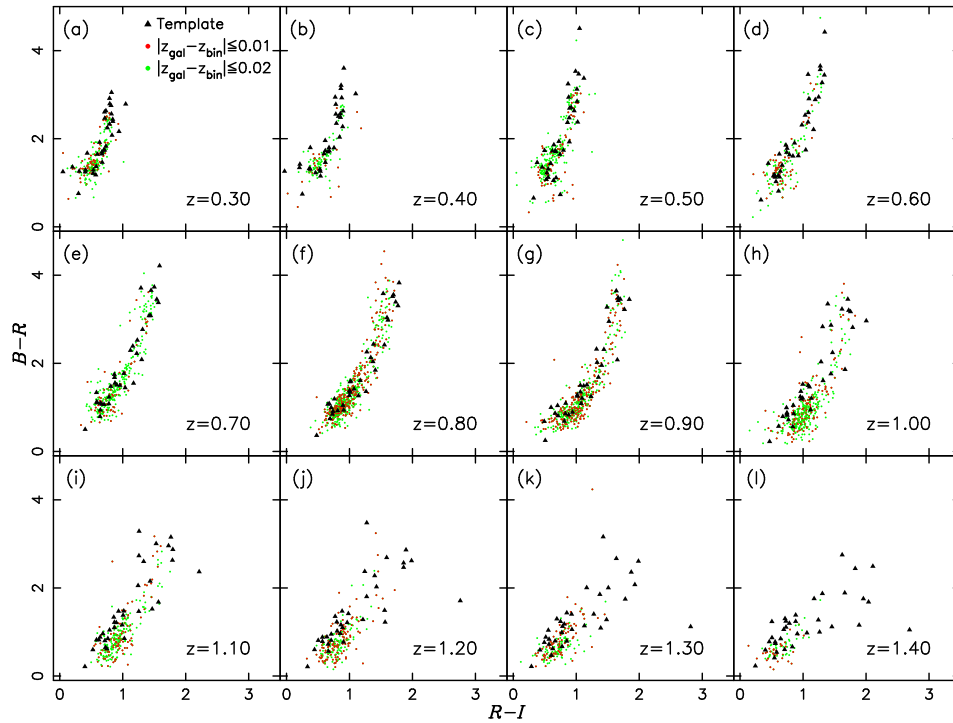 (a)
▲ Template
• |z_gal−z_bin|≤0.01
• |z_gal−z_bin|≤0.02
z=0.30
(b)
z=0.40
(c)
z=0.50
(d)
z=0.60
(e)
z=0.70
(f)
z=0.80
(g)
z=0.90
(h)
z=1.00
(i)
z=1.10
(j)
z=1.20
(k)
z=1.30
(l)
z=1.40
B−R
4
2
0
4
2
0
4
2
0
0 1 2 3 0 1 2 3 0 1 2 3 0 1 2 3
R−I